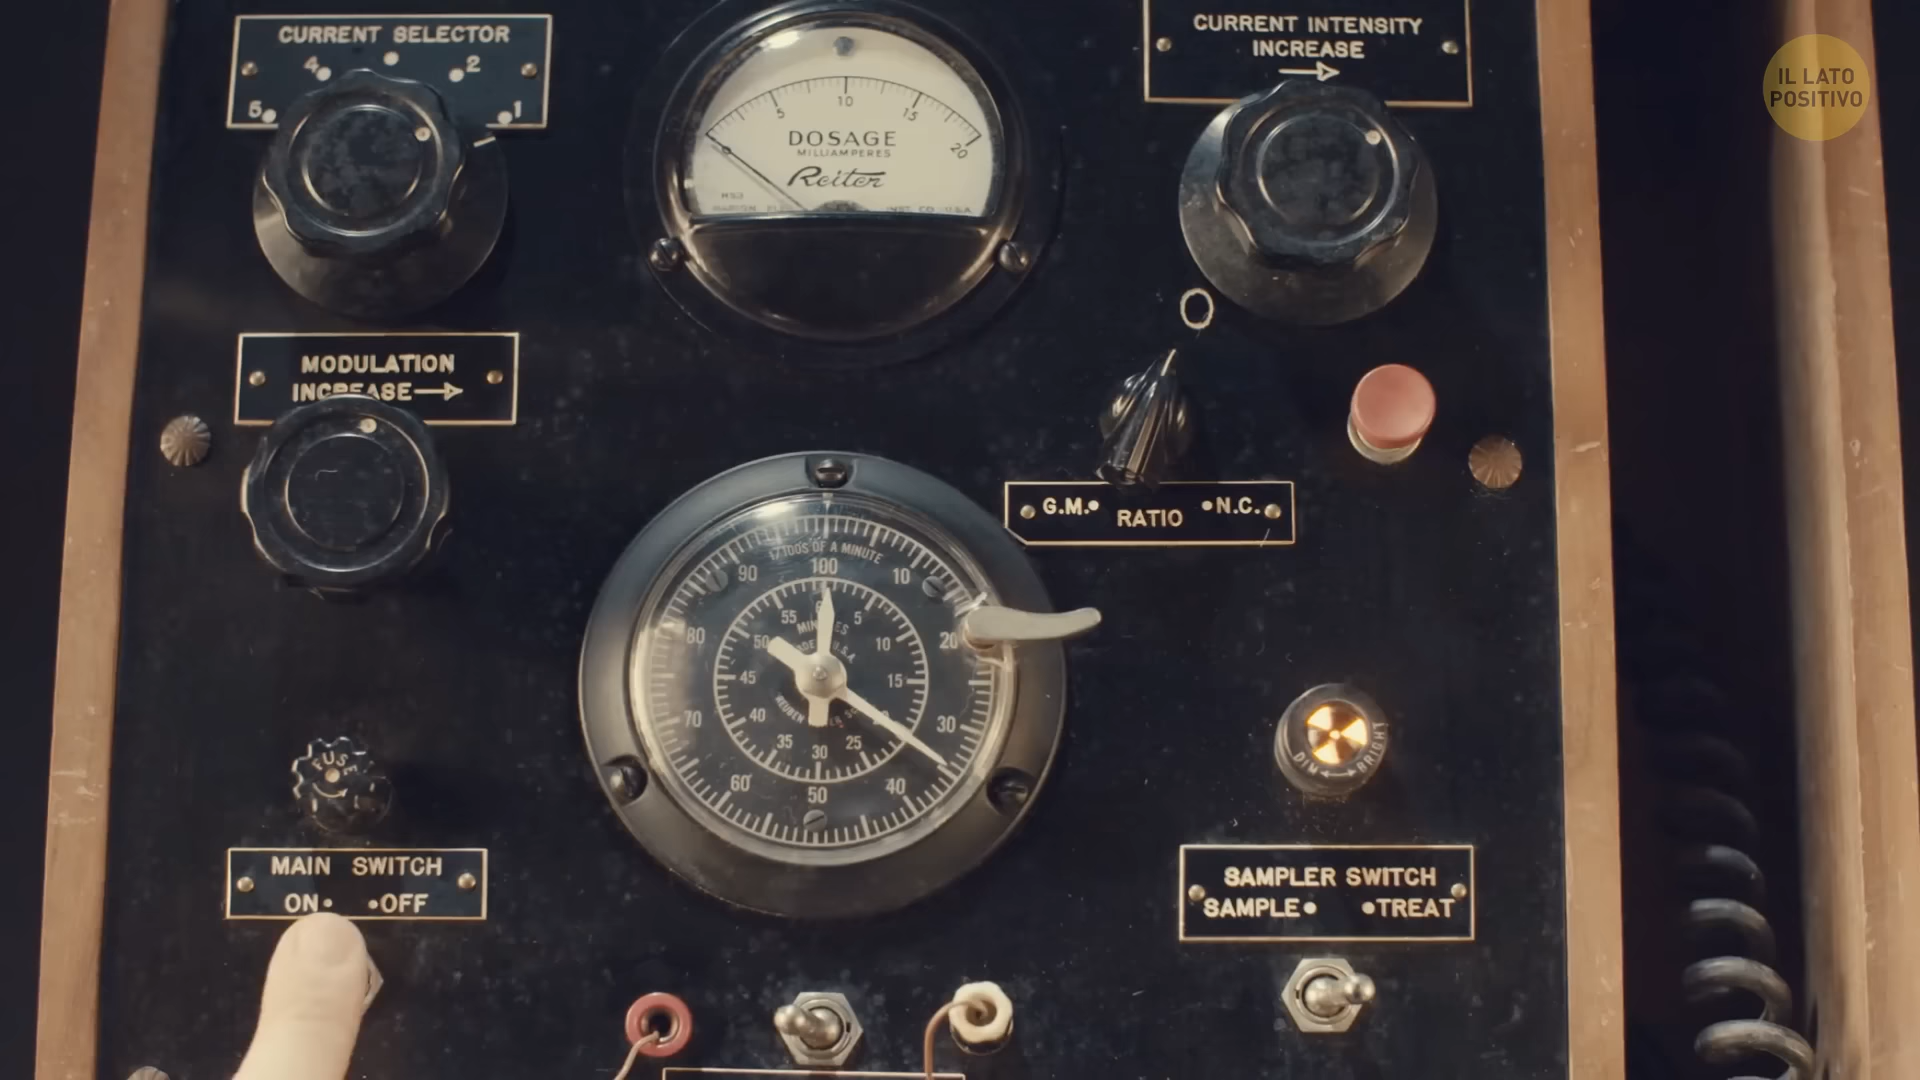 CURRENT SELECTOR
5 4 2 1
5 10 15 20
DOSAGE
MILLIAMPERES
Reiter
CURRENT INTENSITY
INCREASE
IL LATO
POSITIVO
MODULATION
INCREASE
O
G.M. RATIO N.C.
1/100S OF A MINUTE
100 10 20 30 40 50 60 70 80 90
5 10 15 25 30 35 40 45 50 55
MINUTES
FUSE
DIM BRIGHT
MAIN SWITCH
ON OFF
SAMPLER SWITCH
SAMPLE TREAT